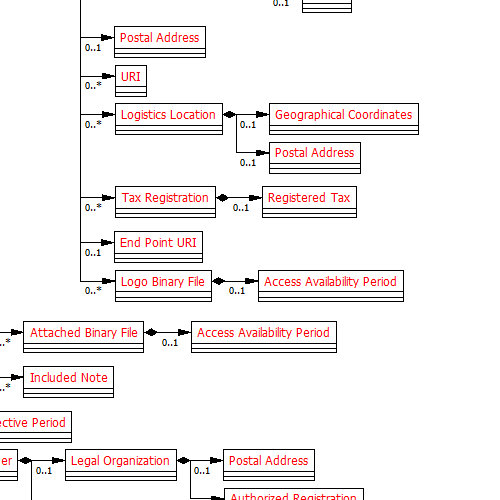 0..1
Postal Address
0..1
URI
0..*
Logistics Location
Geographical Coordinates
0..*
0..1
Postal Address
0..1
Tax Registration
Registered Tax
0..*
0..1
End Point URI
0..1
Logo Binary File
Access Availability Period
0..*
0..1
Attached Binary File
Access Availability Period
..*
0..1
Included Note
..*
Period
Legal Organization
Postal Address
0..1
0..1
Authorized Registration